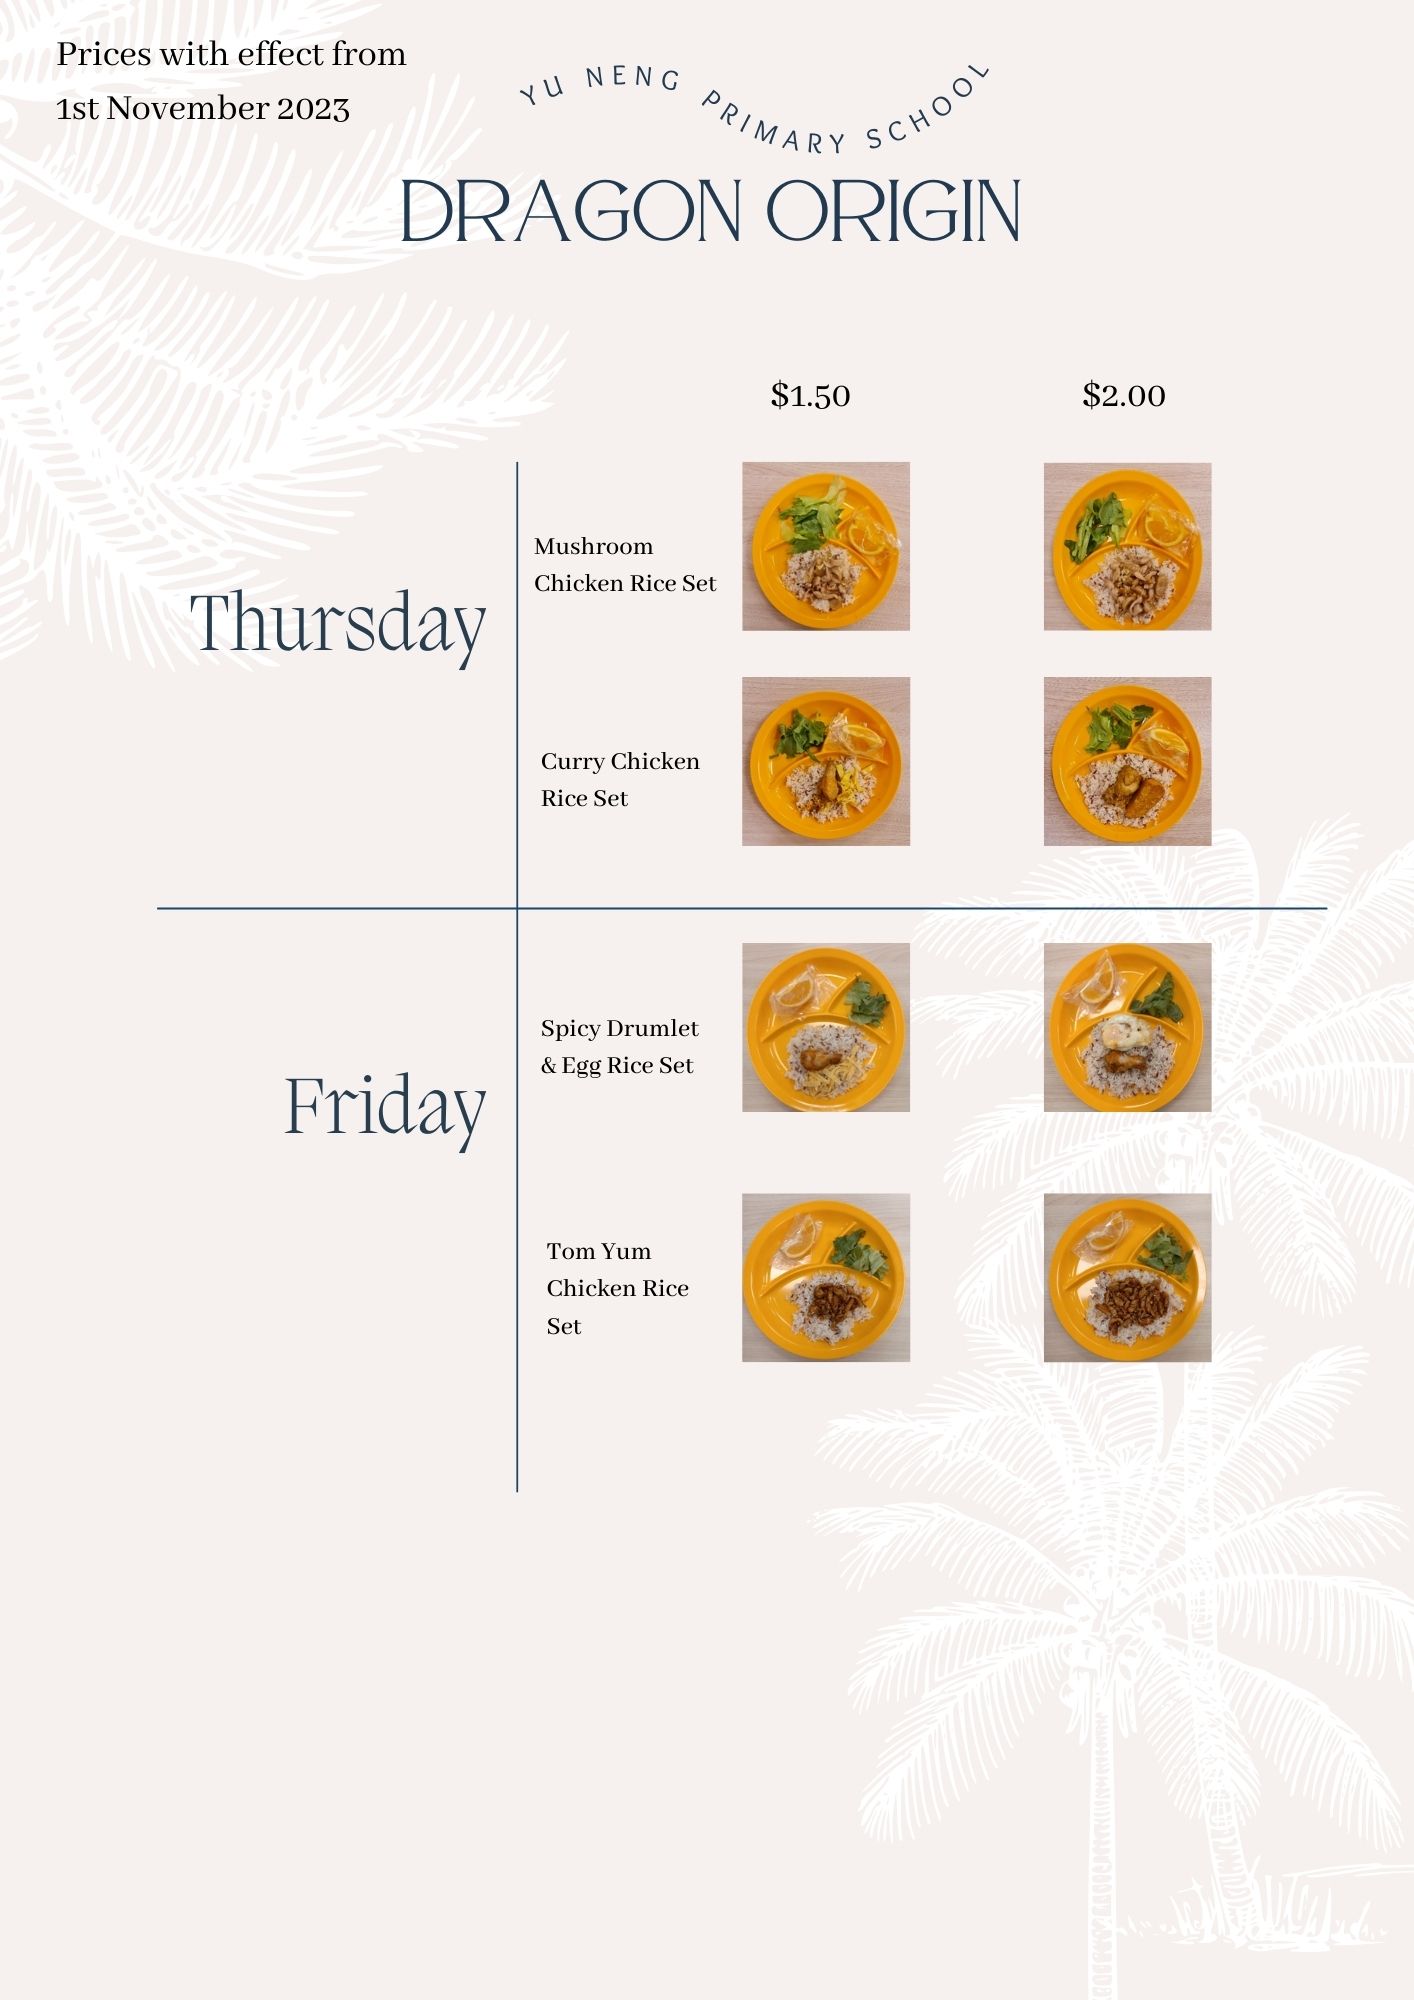 Prices with effect from
1st November 2023
YU NENG PRIMARY SCHOOL
DRAGON ORIGIN
$1.50
$2.00
Thursday
Mushroom
Chicken Rice Set
Curry Chicken
Rice Set
Friday
Spicy Drumlet
& Egg Rice Set
Tom Yum
Chicken Rice
Set